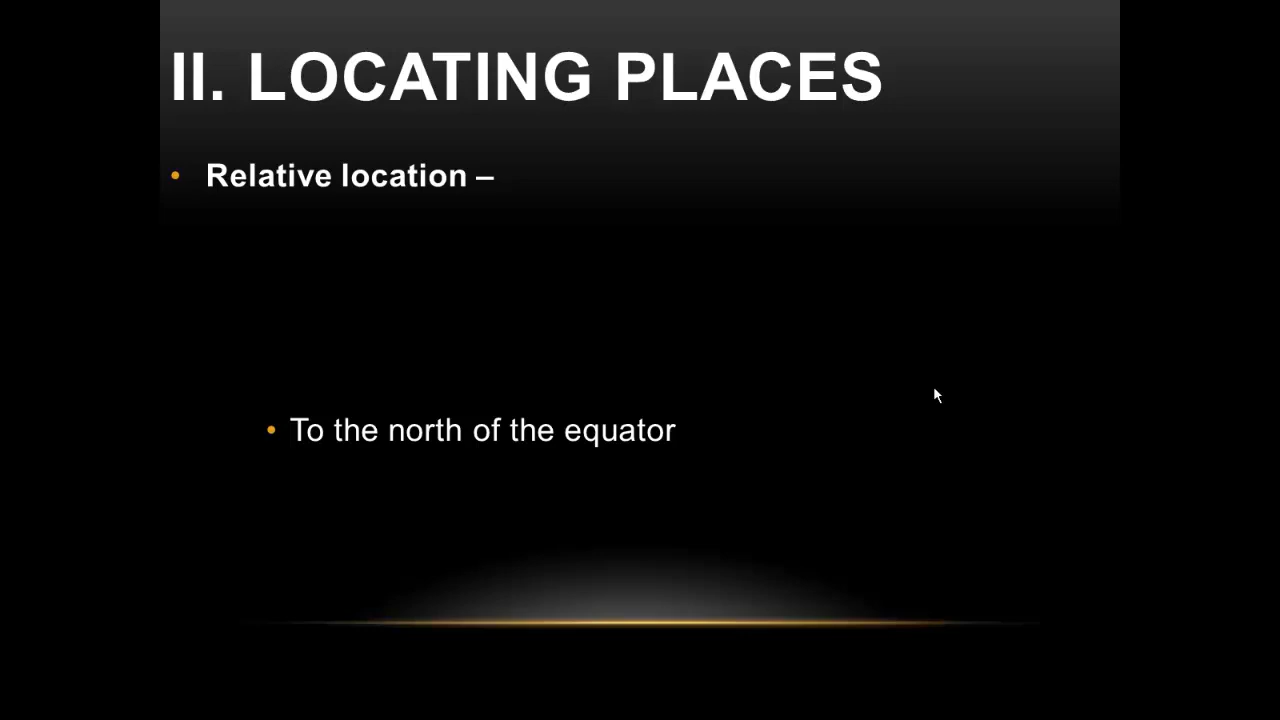 II. LOCATING PLACES
• Relative location –
• To the north of the equator